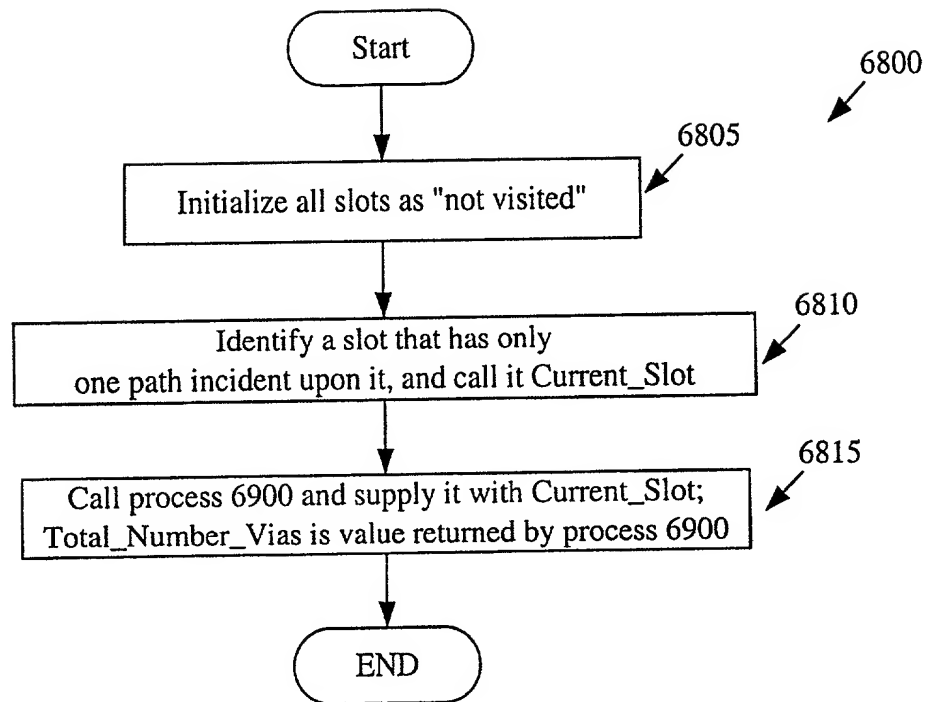 Start
6800
6805
Initialize all slots as "not visited"
6810
Identify a slot that has only
one path incident upon it, and call it Current_Slot
6815
Call process 6900 and supply it with Current_Slot;
Total_Number_Vias is value returned by process 6900
END